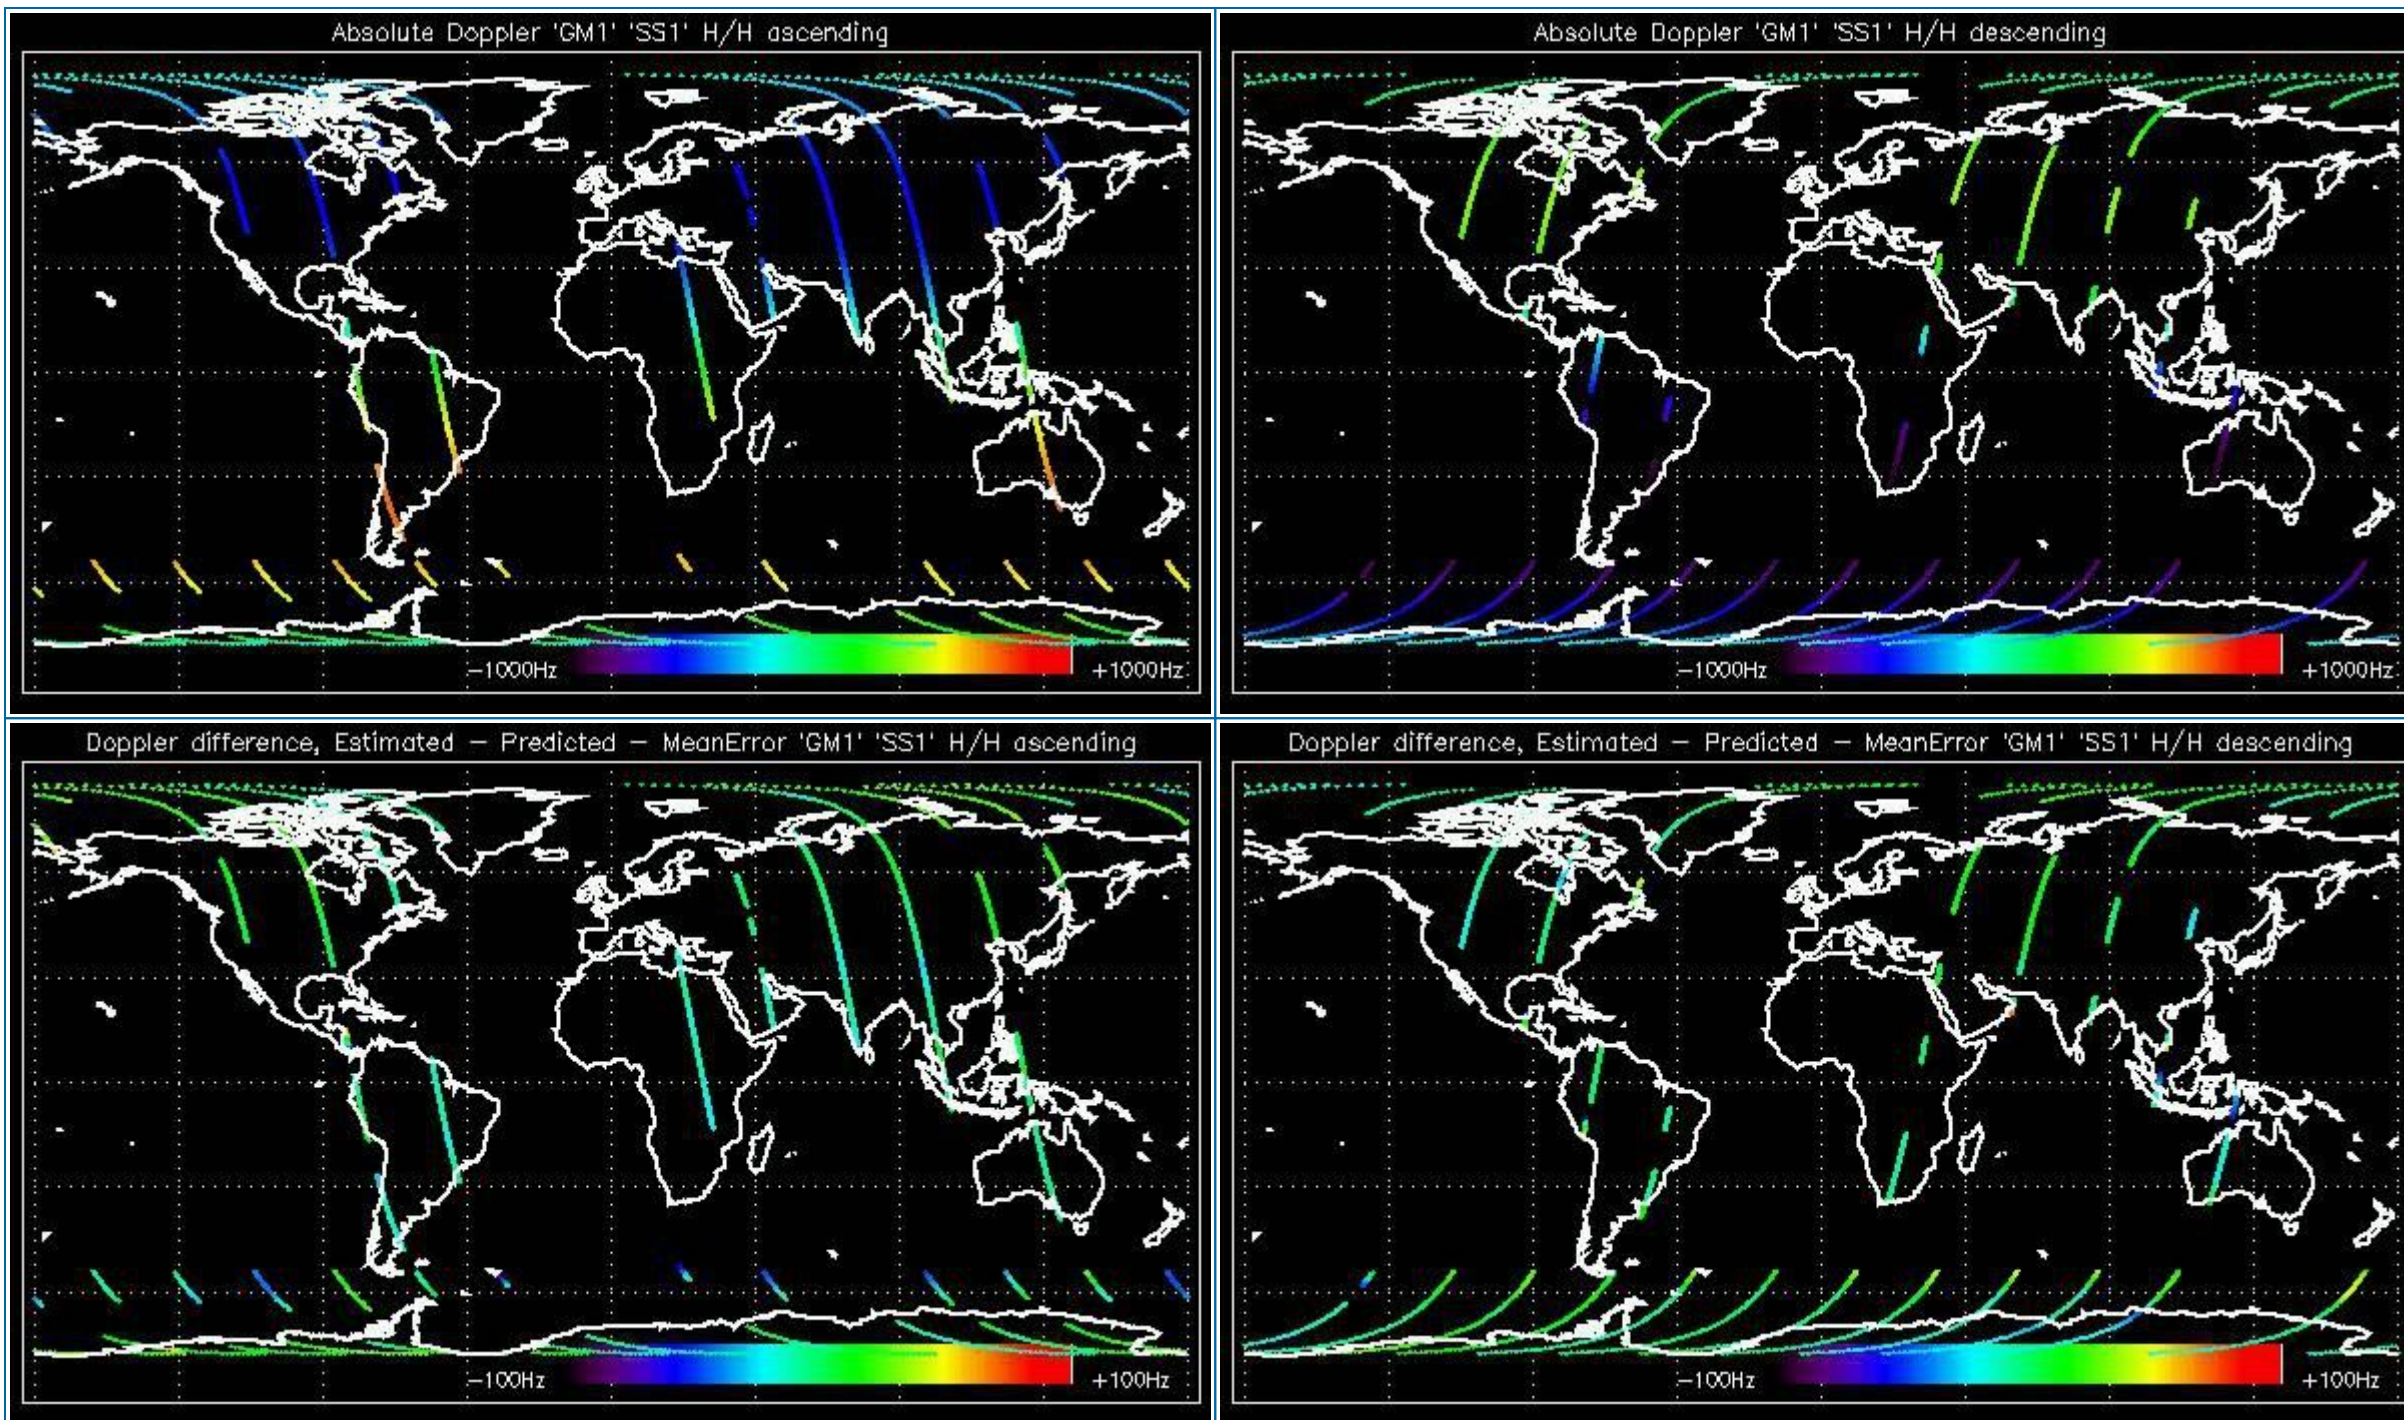 Absolute Doppler 'GM1' 'SS1' H/H ascending
−1000Hz
+1000Hz
Absolute Doppler 'GM1' 'SS1' H/H descending
−1000Hz
+1000Hz
Doppler difference, Estimated − Predicted − MeanError 'GM1' 'SS1' H/H ascending
−100Hz
+100Hz
Doppler difference, Estimated − Predicted − MeanError 'GM1' 'SS1' H/H descending
−100Hz
+100Hz